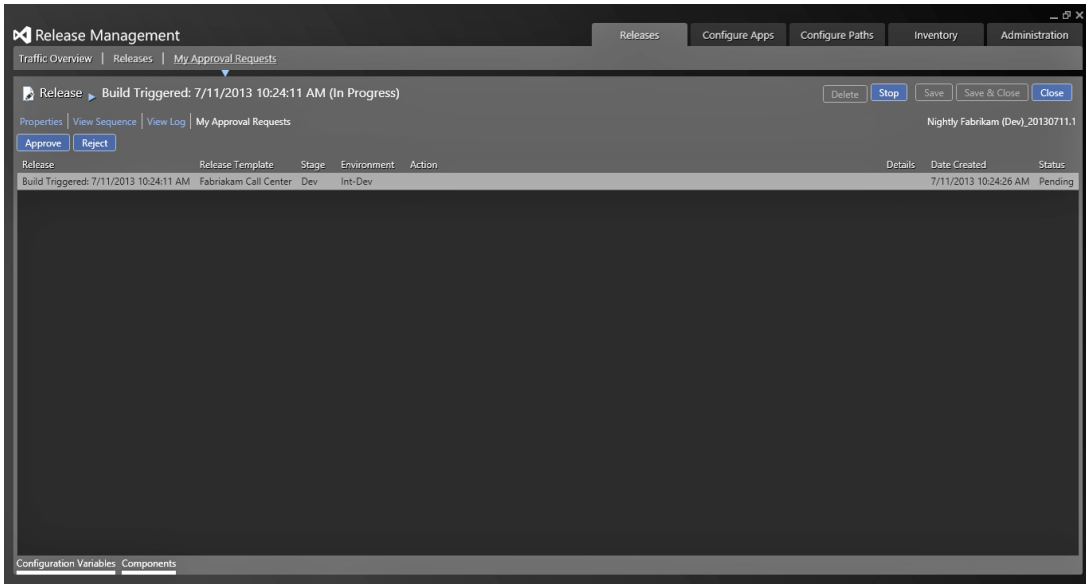 Release Management
Releases Configure Apps Configure Paths Inventory Administration
Traffic Overview | Releases | My Approval Requests
Release Build Triggered: 7/11/2013 10:24:11 AM (In Progress)
Delete Stop Save Save & Close Close
Properties | View Sequence | View Log | My Approval Requests
Nightly Fabrikam (Dev)_20130711.1
Approve Reject
Release Release Template Stage Environment Action Details Date Created Status
Build Triggered: 7/11/2013 10:24:11 AM Fabriakam Call Center Dev Int-Dev 7/11/2013 10:24:26 AM Pending
Configuration Variables Components